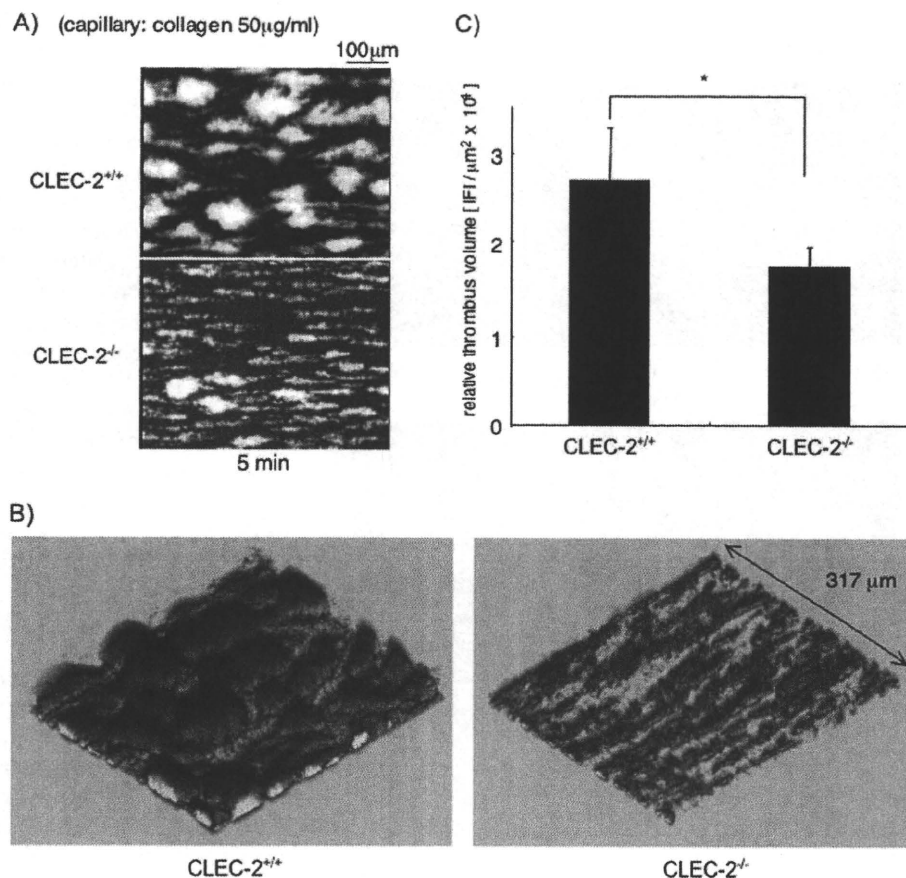 A) (capillary: collagen 50μg/ml)
100μm
CLEC-2+/+
CLEC-2-/-
5 min
C)
*
relative thrombus volume [ IFI / μm² x 10⁴]
3
2
1
0
CLEC-2+/+
CLEC-2-/-
B)
317 μm
CLEC-2+/+
CLEC-2-/-